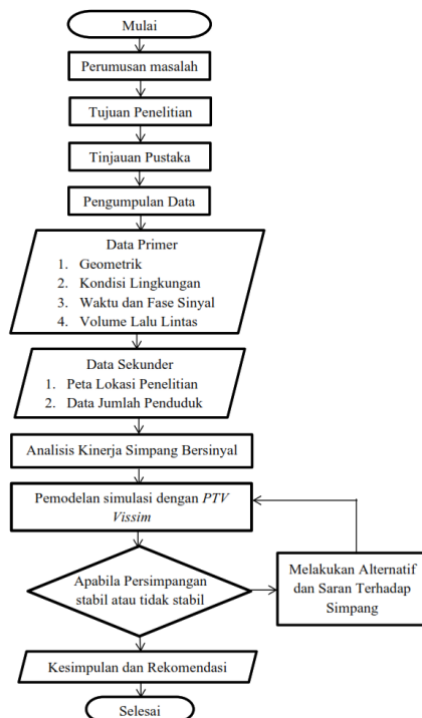 Mulai
Perumusan masalah
Tujuan Penelitian
Tinjauan Pustaka
Pengumpulan Data
Data Primer
1. Geometrik
2. Kondisi Lingkungan
3. Waktu dan Fase Sinyal
4. Volume Lalu Lintas
Data Sekunder
1. Peta Lokasi Penelitian
2. Data Jumlah Penduduk
Analisis Kinerja Simpang Bersinyal
Pemodelan simulasi dengan PTV
Vissim
Apabila Persimpangan
stabil atau tidak stabil
Melakukan Alternatif
dan Saran Terhadap
Simpang
Kesimpulan dan Rekomendasi
Selesai